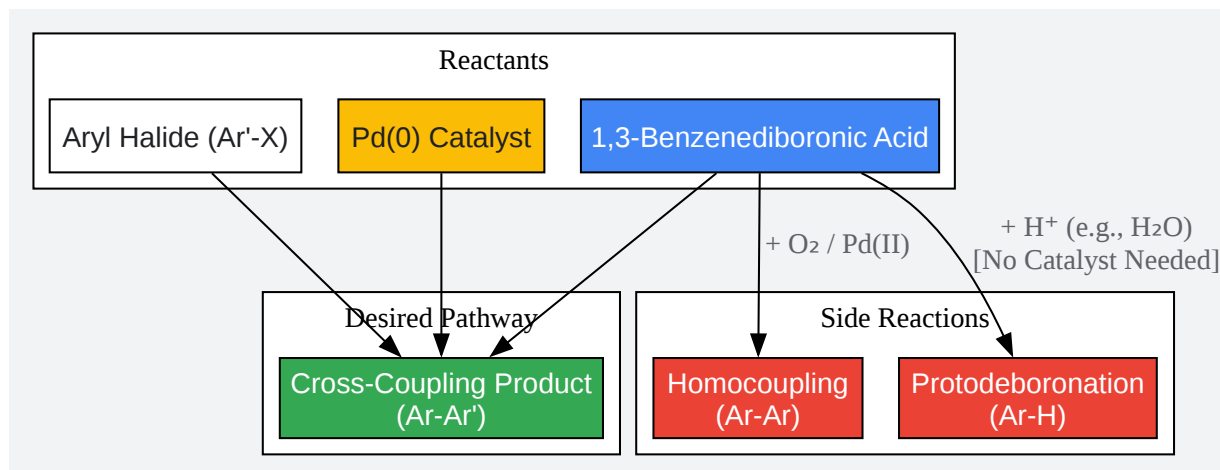 Reactants
Aryl Halide (Ar'-X)
Pd(0) Catalyst
1,3-Benzenediboronic Acid
+ O₂ / Pd(II)
+ H⁺ (e.g., H₂O)
[No Catalyst Needed]
Desired Pathway
Cross-Coupling Product
(Ar-Ar')
Side Reactions
Homocoupling
(Ar-Ar)
Protodeboronation
(Ar-H)